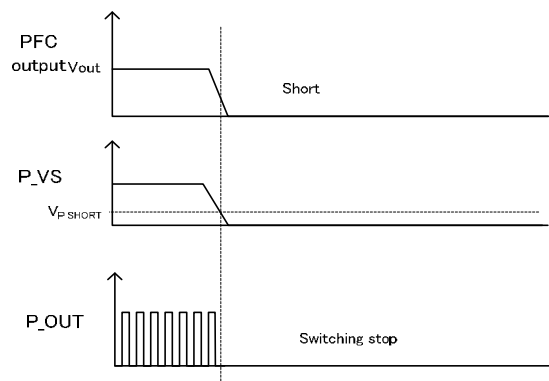 PFC
output Vout
Short
P_VS
VP SHORT
P_OUT
Switching stop